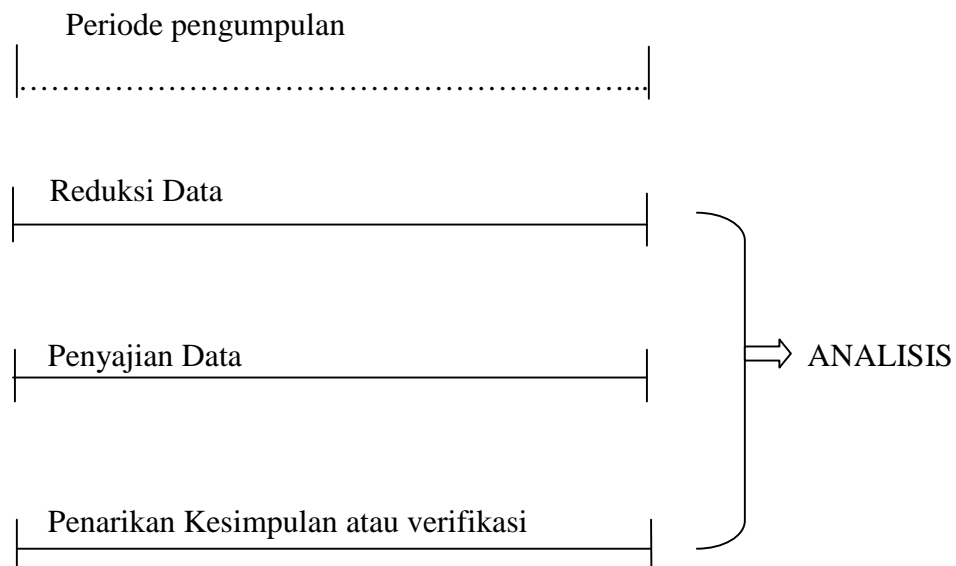 Periode pengumpulan
…………………………………………………………...
Reduksi Data
Penyajian Data
ANALISIS
Penarikan Kesimpulan atau verifikasi